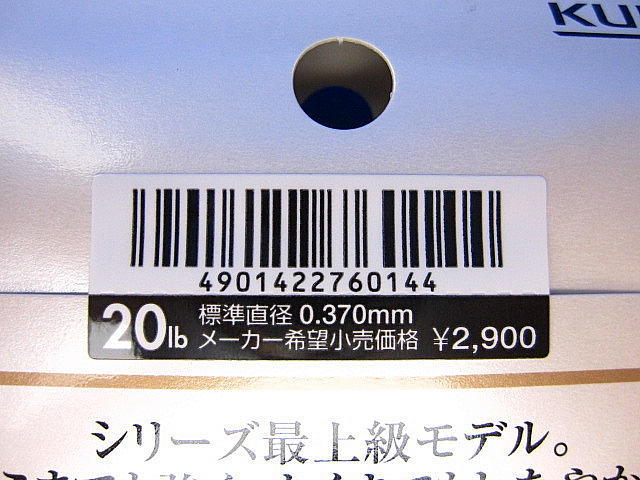 4901422760144
20lb
標準直径 0.370mm
メーカー希望小売価格 ¥2,900
シリーズ最上級モデル。